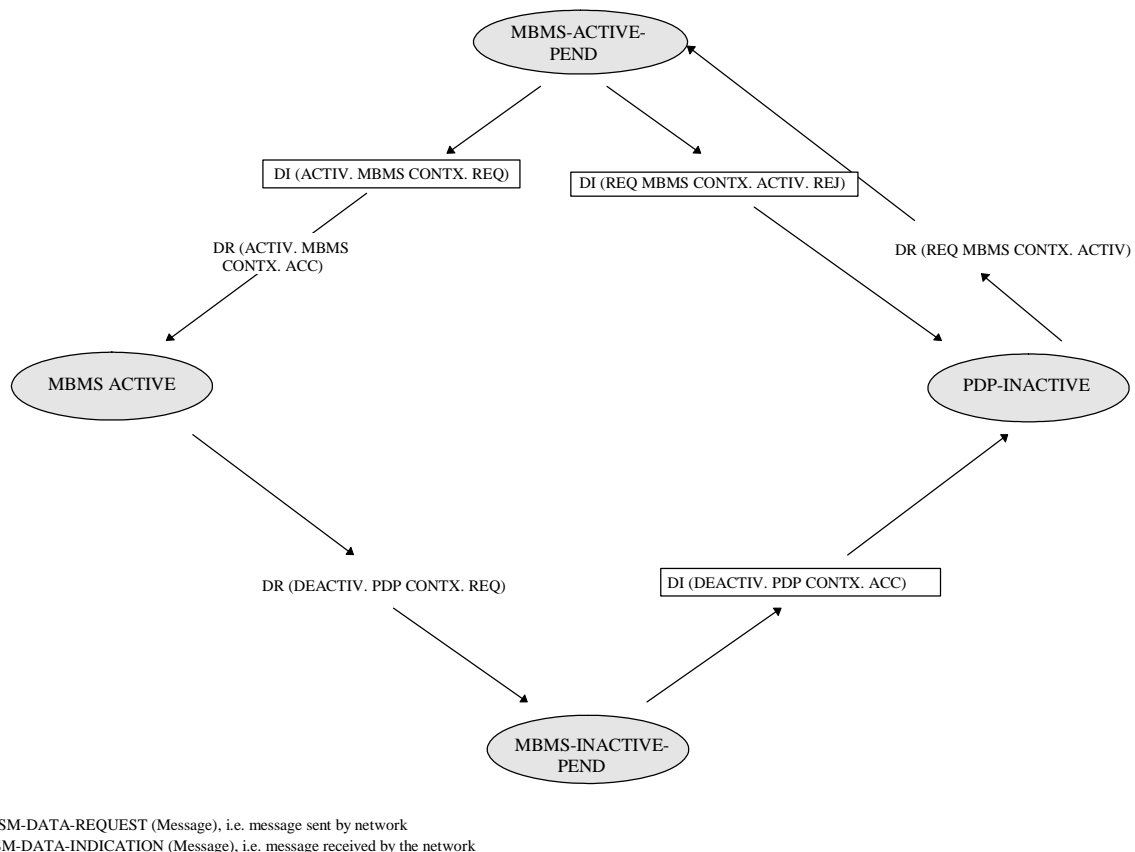 MBMS-ACTIVE-
PEND
DI (ACTIV. MBMS CONTX. REQ)
DI (REQ MBMS CONTX. ACTIV. REJ)
DR (ACTIV. MBMS
CONTX. ACC)
DR (REQ MBMS CONTX. ACTIV)
MBMS ACTIVE
PDP-INACTIVE
DR (DEACTIV. PDP CONTX. REQ)
DI (DEACTIV. PDP CONTX. ACC)
MBMS-INACTIVE-
PEND
SM-DATA-REQUEST (Message), i.e. message sent by network
SM-DATA-INDICATION (Message), i.e. message received by the network